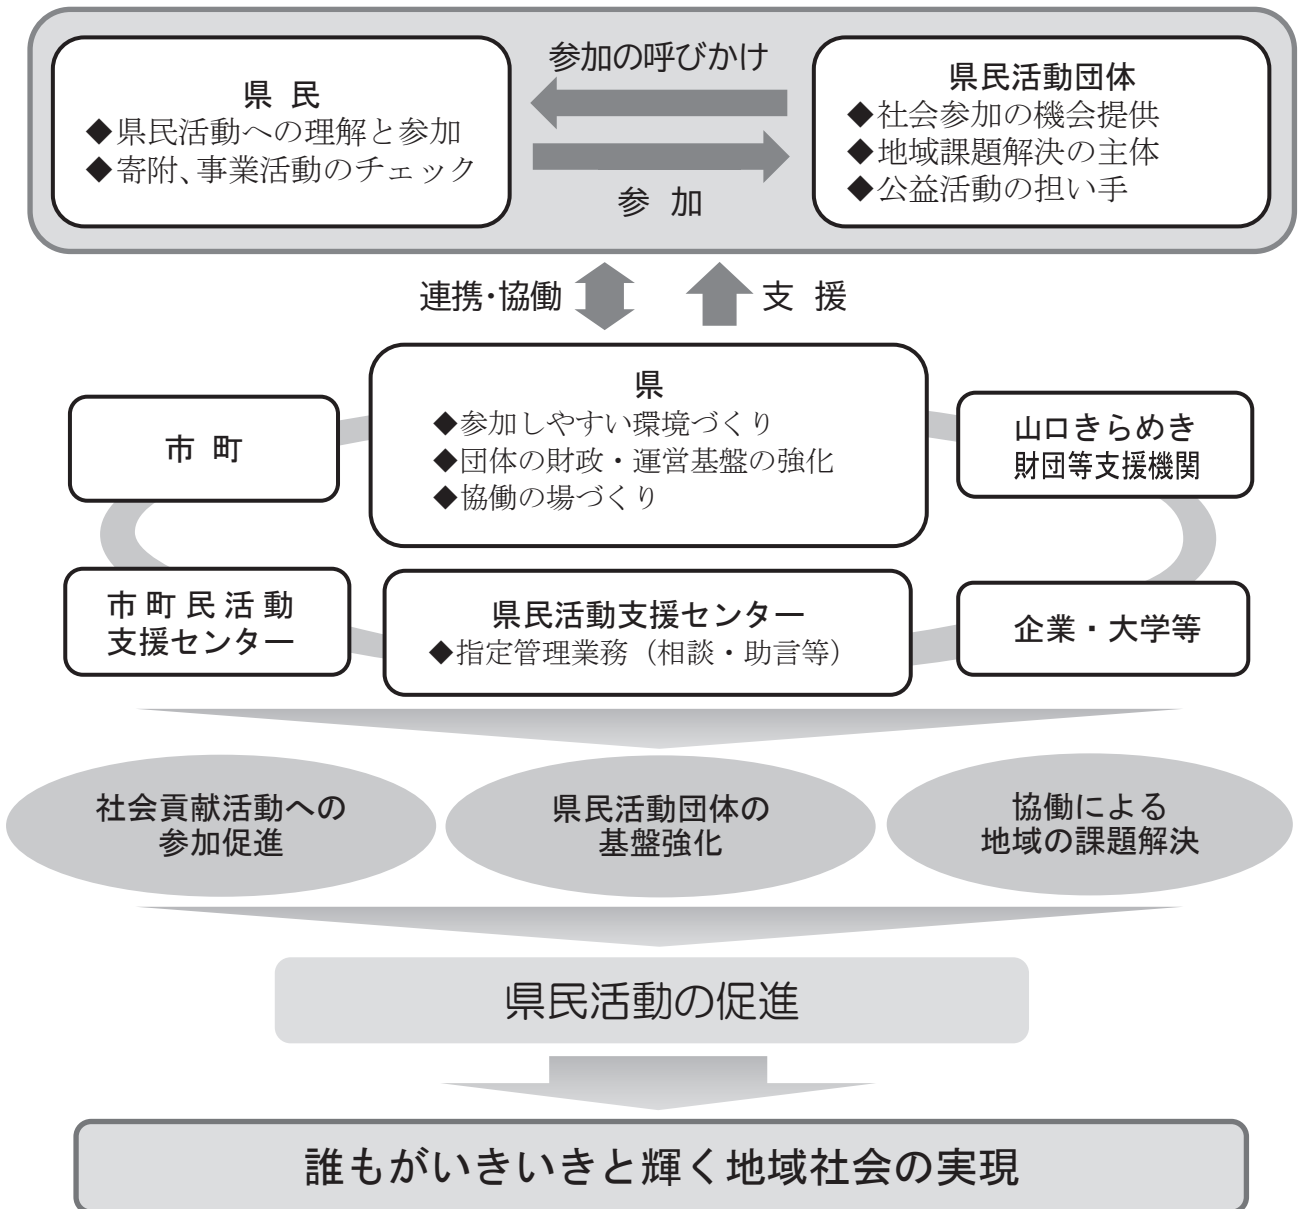 県 民
◆県民活動への理解と参加
◆寄附、事業活動のチェック
参加の呼びかけ
参 加
県民活動団体
◆社会参加の機会提供
◆地域課題解決の主体
◆公益活動の担い手
連携・協働
支 援
市 町
県
◆参加しやすい環境づくり
◆団体の財政・運営基盤の強化
◆協働の場づくり
山口きらめき
財団等支援機関
市町民活動
支援センター
県民活動支援センター
◆指定管理業務（相談・助言等）
企業・大学等
社会貢献活動への
参加促進
県民活動団体の
基盤強化
協働による
地域の課題解決
県民活動の促進
誰もがいきいきと輝く地域社会の実現